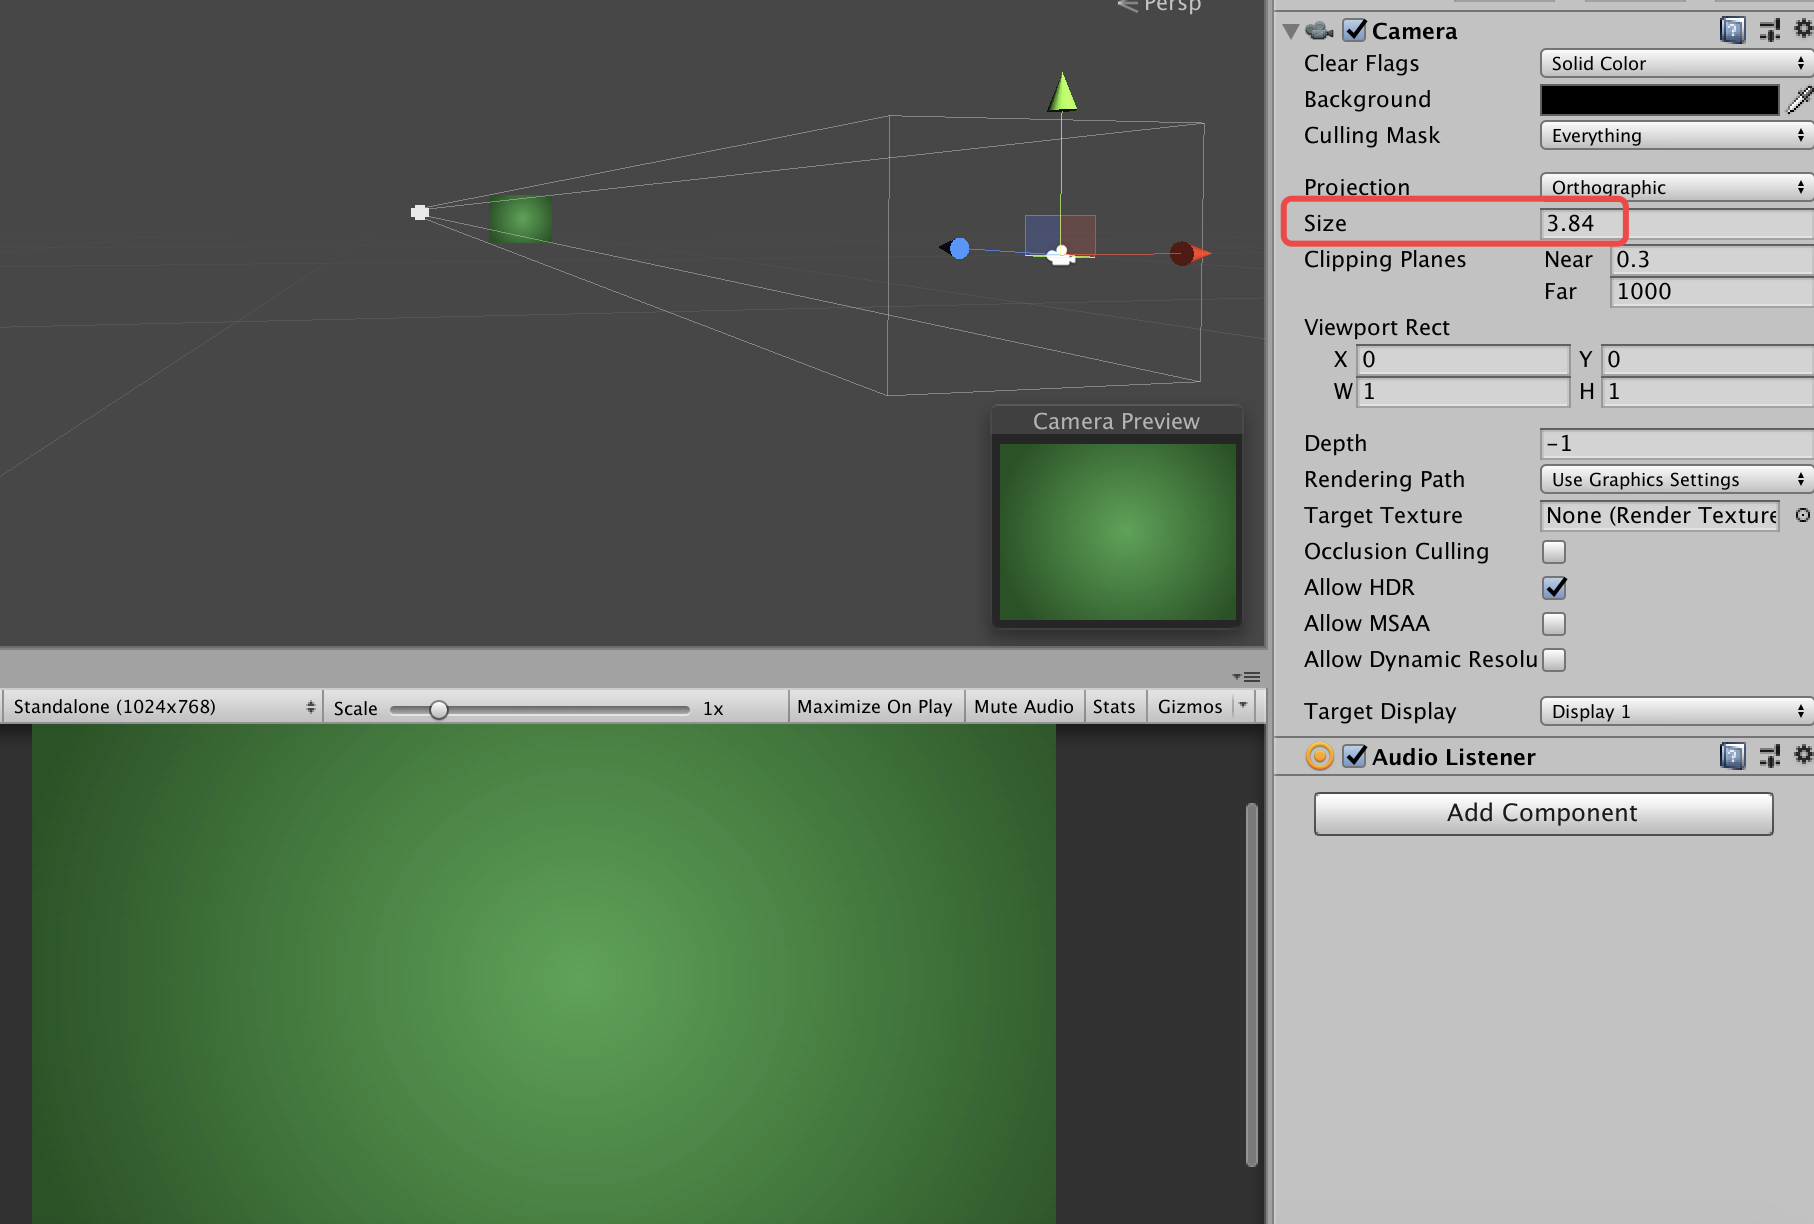 Persp
Camera
Clear Flags Solid Color
Background
Culling Mask Everything
Projection Orthographic
Size 3.84
Clipping Planes Near 0.3
Far 1000
Viewport Rect
X 0 Y 0
W 1 H 1
Camera Preview
Depth -1
Rendering Path Use Graphics Settings
Target Texture None (Render Texture
Occlusion Culling
Allow HDR
Allow MSAA
Allow Dynamic Resolu
Standalone (1024x768) Scale 1x Maximize On Play Mute Audio Stats Gizmos
Target Display Display 1
Audio Listener
Add Component